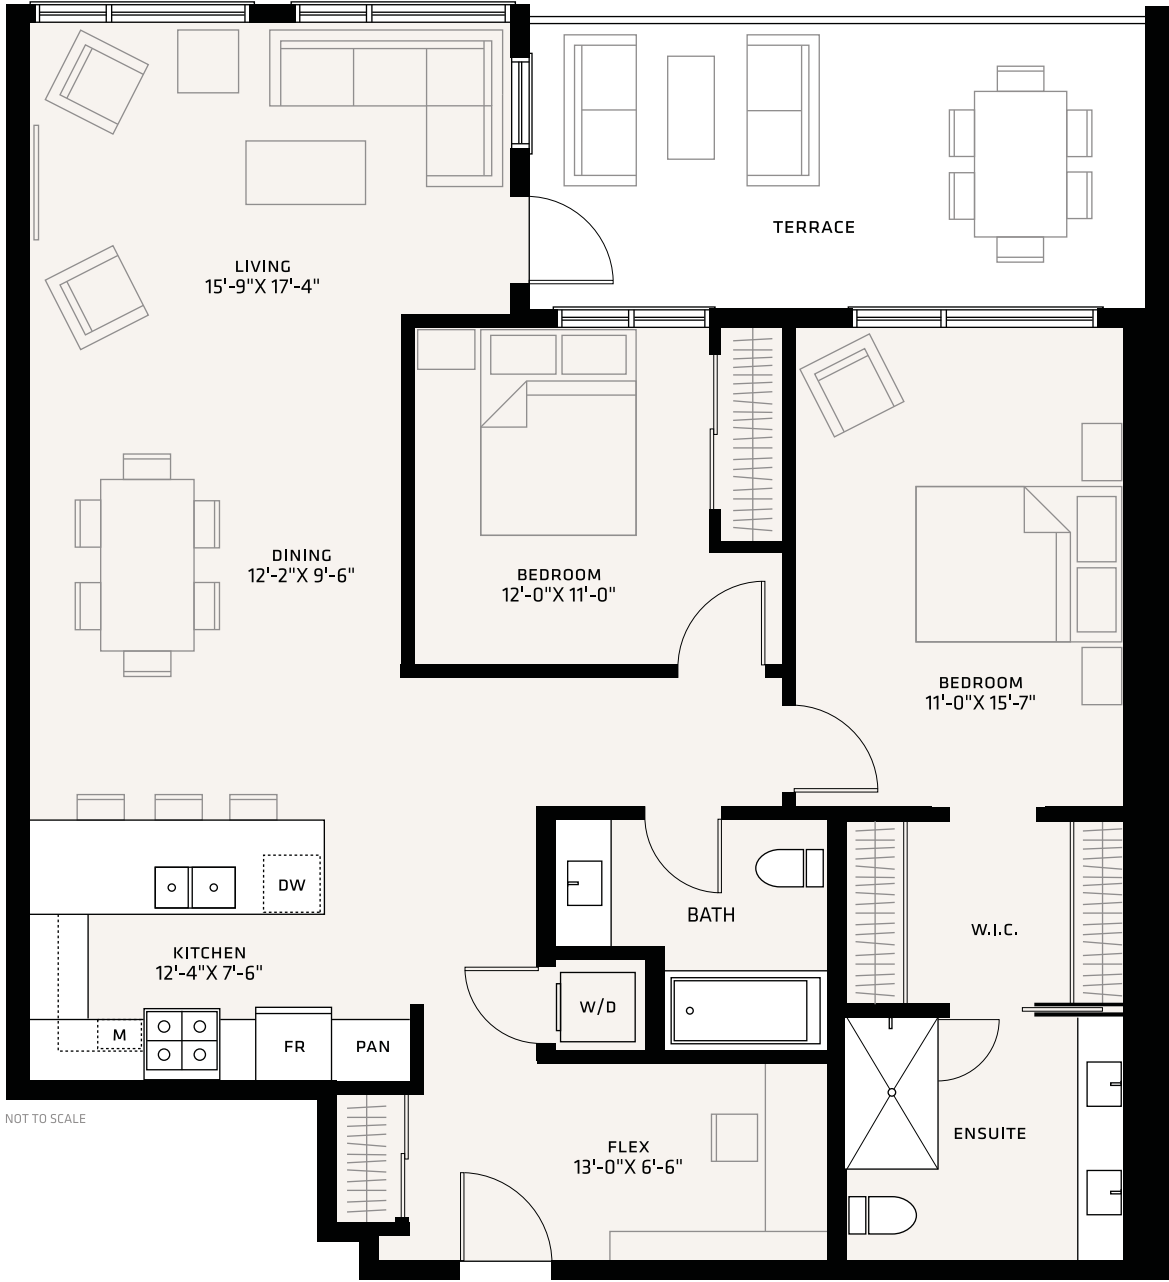 TERRACE
LIVING
15'-9"X 17'-4"
DINING
12'-2"X 9'-6"
BEDROOM
12'-0"X 11'-0"
BEDROOM
11'-0"X 15'-7"
DW
BATH
W.I.C.
KITCHEN
12'-4"X 7'-6"
W/D
M
FR
PAN
NOT TO SCALE
ENSUITE
FLEX
13'-0"X 6'-6"